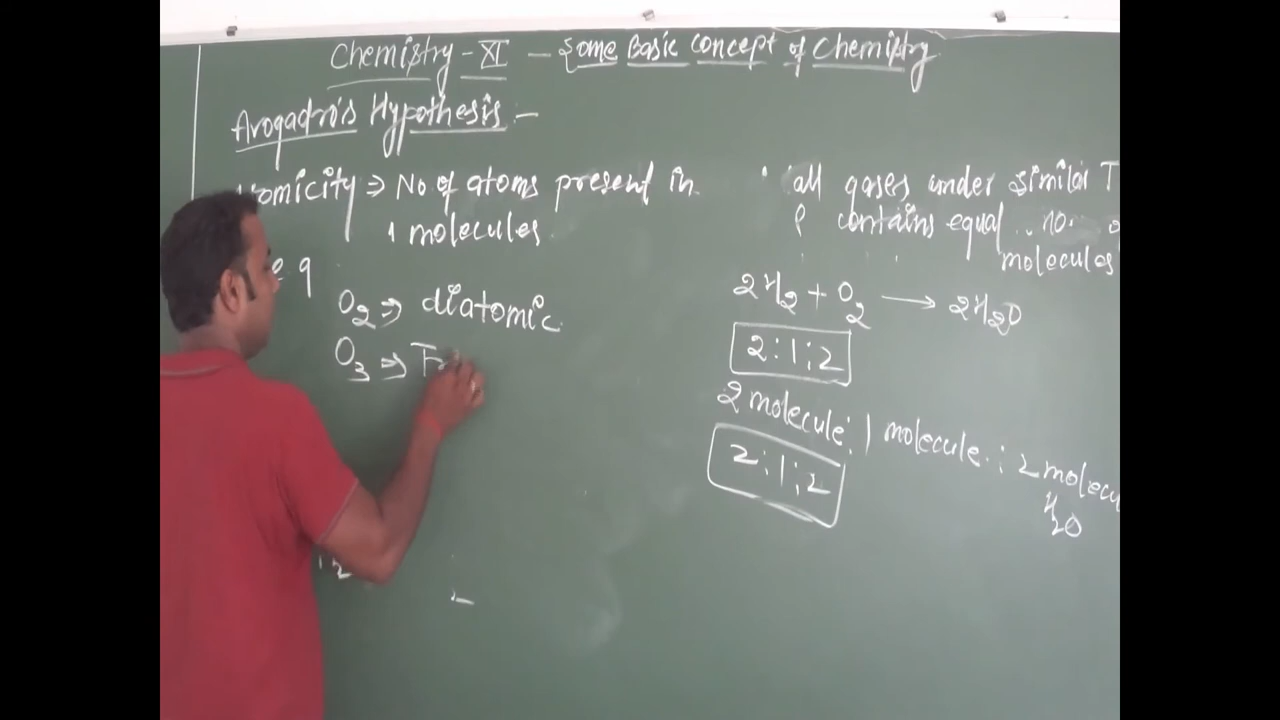 Chemistry - XI - Some Basic Concept of Chemistry
Avogadro's Hypothesis :-
tomicity ⇒ No of atoms present in
1 molecules
O2 ⇒ diatomic
O3 ⇒ Tr
all gases under similar T
P contains equal no.
molecules
2H2 + O2 → 2H2O
2:1:2
2 molecule : 1 molecule : 2 molecu
H2O
2:1:2